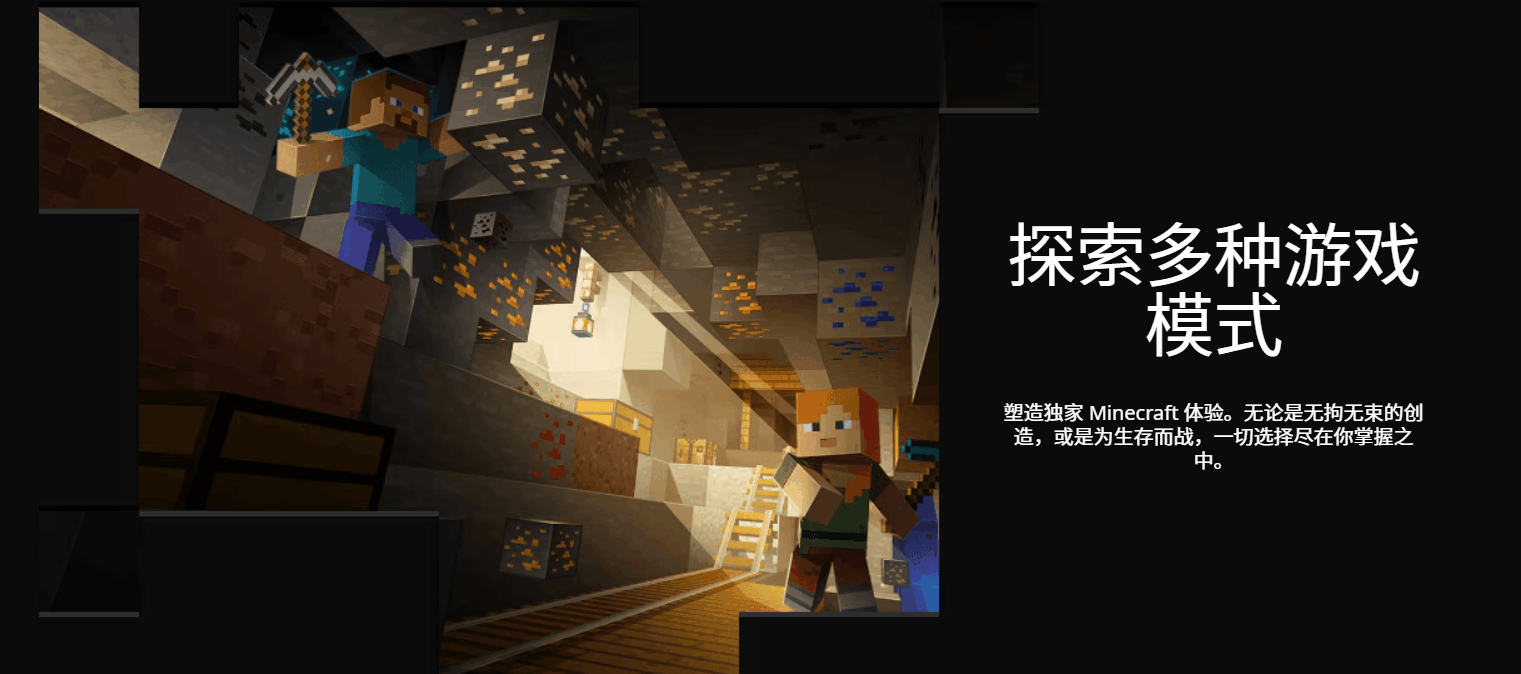 探索多种游戏
模式
塑造独家 Minecraft 体验。无论是无拘无束的创
造，或是为生存而战，一切选择尽在你掌握之
中。